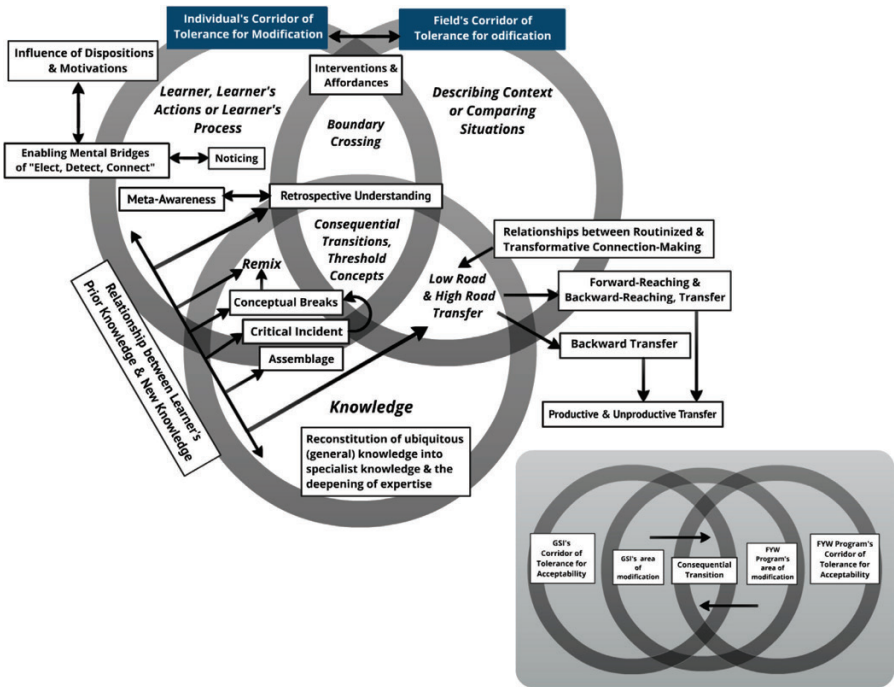 Individual's Corridor of
Tolerance for Modification
Field's Corridor of
Tolerance for odification
Influence of Dispositions
& Motivations
Interventions &
Affordances
Learner, Learner's
Actions or Learner's
Process
Describing Context
or Comparing
Situations
Boundary
Crossing
Enabling Mental Bridges
of "Elect, Detect, Connect"
Noticing
Meta-Awareness
Retrospective Understanding
Consequential
Transitions,
Threshold
Concepts
Relationships between Routinized &
Transformative Connection-Making
Remix
Low Road
& High Road
Transfer
Forward-Reaching &
Backward-Reaching, Transfer
Conceptual Breaks
Critical Incident
Assemblage
Backward Transfer
Relationship between Learner's
Prior Knowledge & New Knowledge
Knowledge
Productive & Unproductive Transfer
Reconstitution of ubiquitous
(general) knowledge into
specialist knowledge & the
deepening of expertise
GSI's
Corridor of
Tolerance for
Acceptability
GSI's area
of
modification
Consequential
Transition
FYW
Program's
area of
modification
FYW Program's
Corridor of
Tolerance for
Acceptability